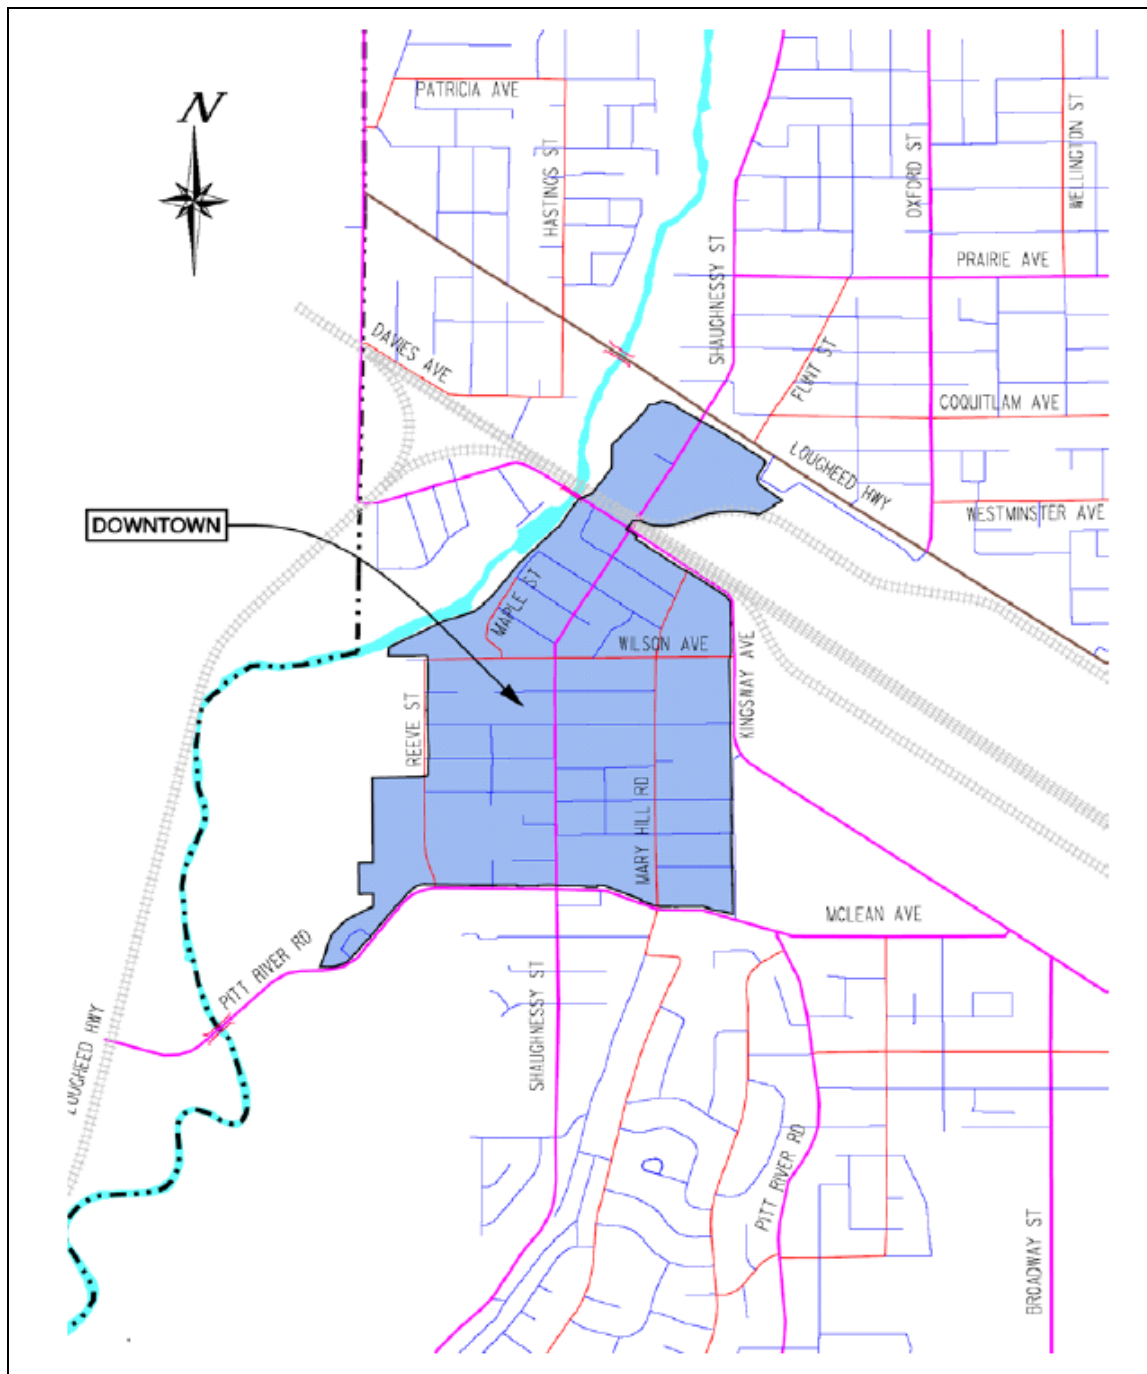 N
PATRICIA AVE
HASTINGS ST
SHAUGHNESSY ST
OXFORD ST
WELLINGTON ST
PRAIRIE AVE
DAVIES AVE
FLINT ST
COQUITLAM AVE
LOUGHEED HWY
WESTMINSTER AVE
DOWNTOWN
MAPLE ST
WILSON AVE
KINGSWAY AVE
REEVE ST
MARY HILL RD
MCLEAN AVE
PITT RIVER RD
SHAUGHNESSY ST
LOUGHEED HWY
PITT RIVER RD
BROADWAY ST